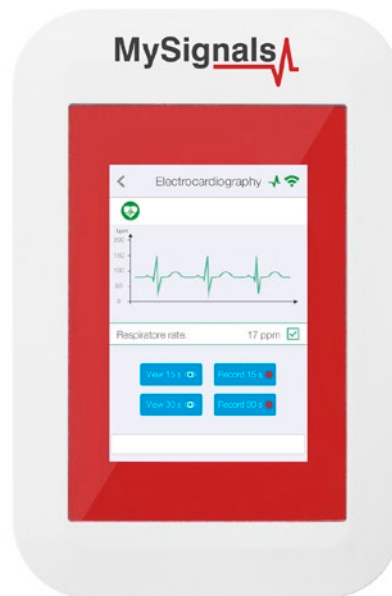 MySignals
Electrocardiography
bpm
200
150
100
50
0
Respiratore rate
17 ppm
View 15 s
Record 15 s
View 30 s
Record 30 s